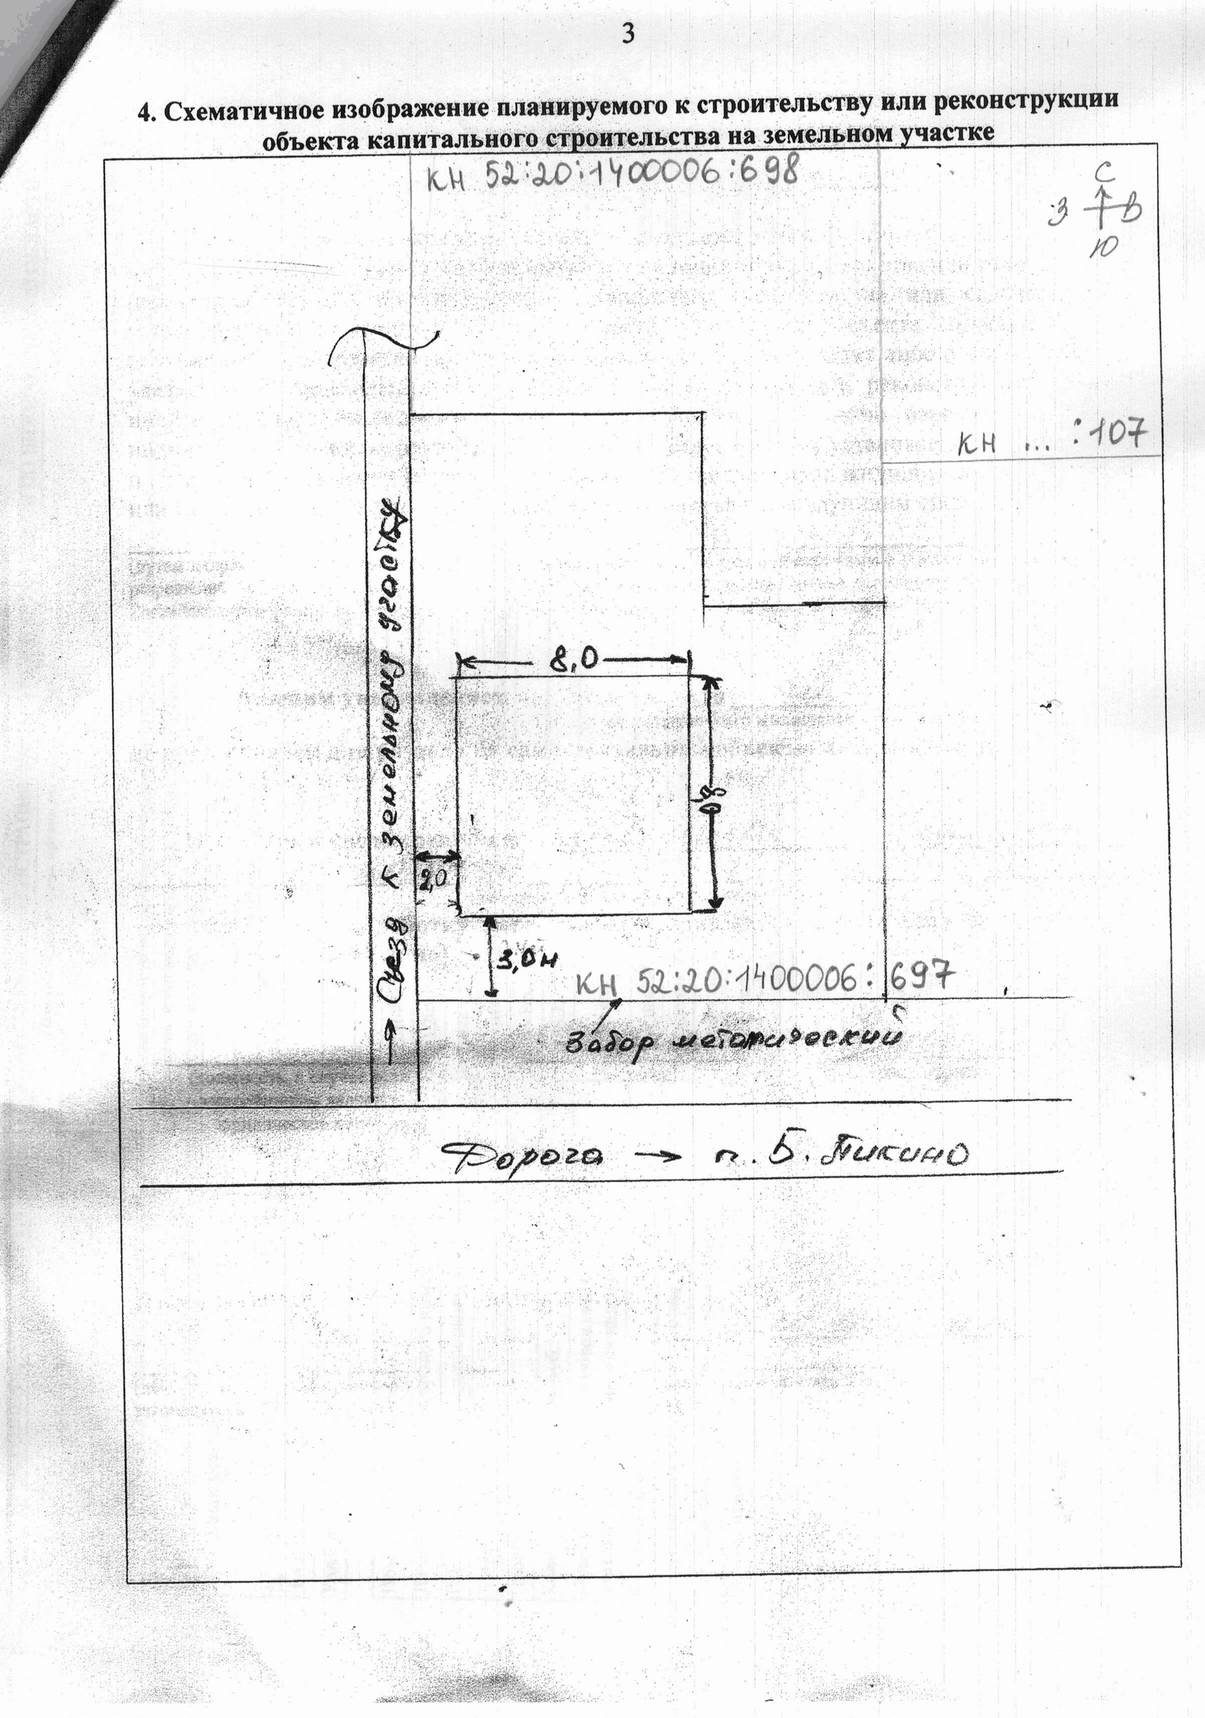 3
4. Схематичное изображение планируемого к строительству или реконструкции
объекта капитального строительства на земельном участке
КН 52:20:1400006:698
С
З В
Ю
КН ... :107
8,0
8,0
→ Съезд к земельному участку
2,0
3,0м
КН 52:20:1400006:697
Забор металический
Дорога → п. Б. Пикино